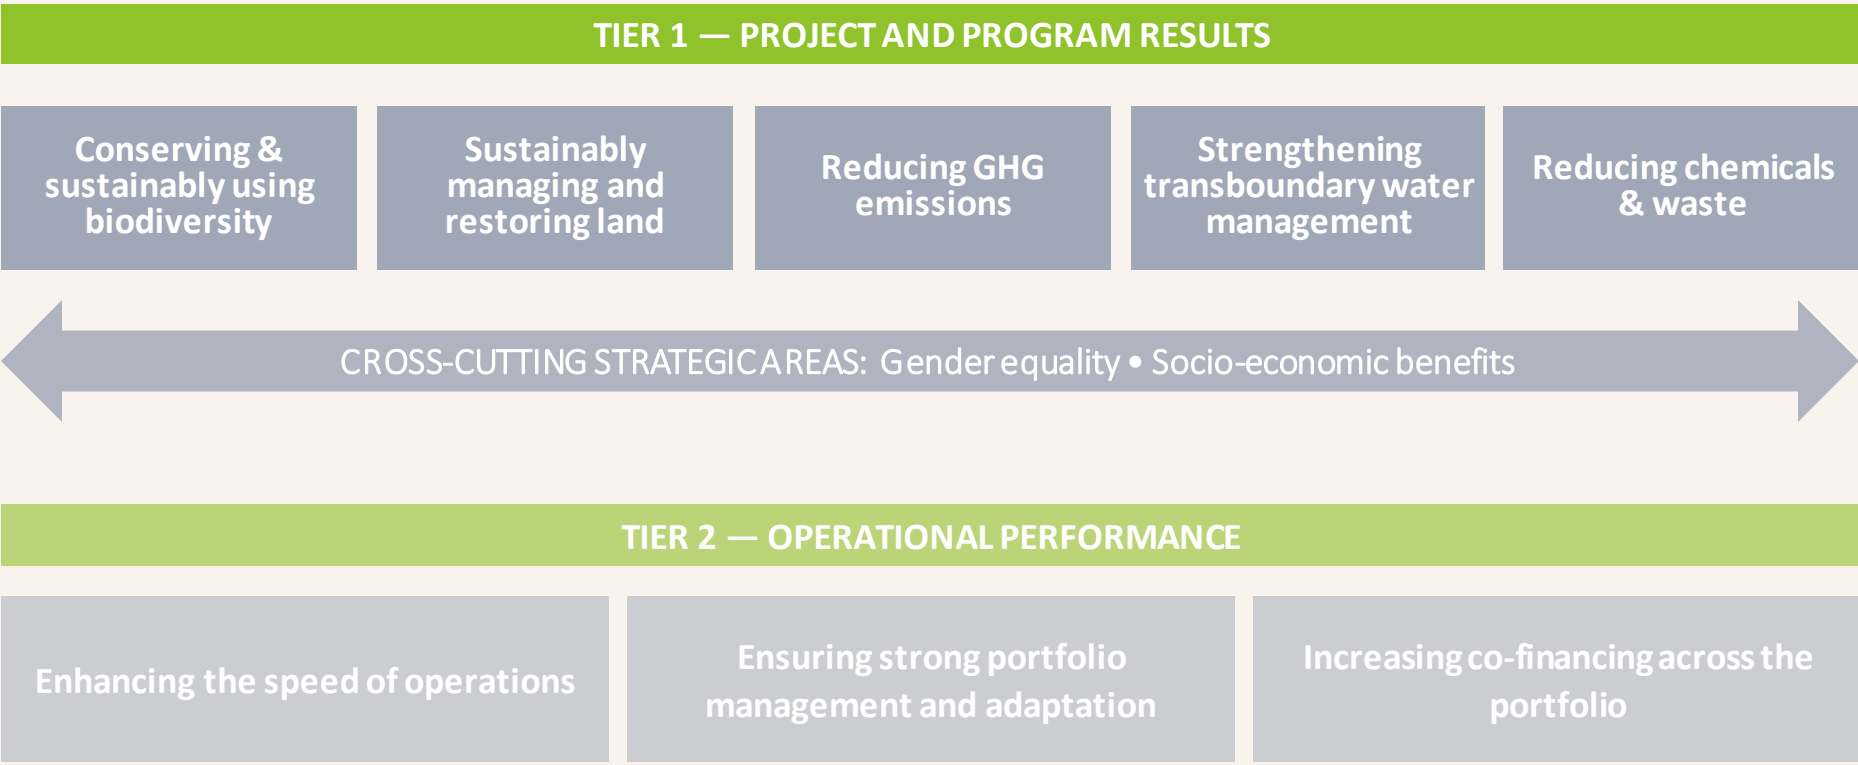 TIER 1 — PROJECT AND PROGRAM RESULTS
Conserving &
sustainably using
biodiversity
Sustainably
managing and
restoring land
Reducing GHG
emissions
Strengthening
transboundary water
management
Reducing chemicals
& waste
CROSS-CUTTING STRATEGIC AREAS: Gender equality • Socio-economic benefits
TIER 2 — OPERATIONAL PERFORMANCE
Enhancing the speed of operations
Ensuring strong portfolio
management and adaptation
Increasing co-financing across the
portfolio